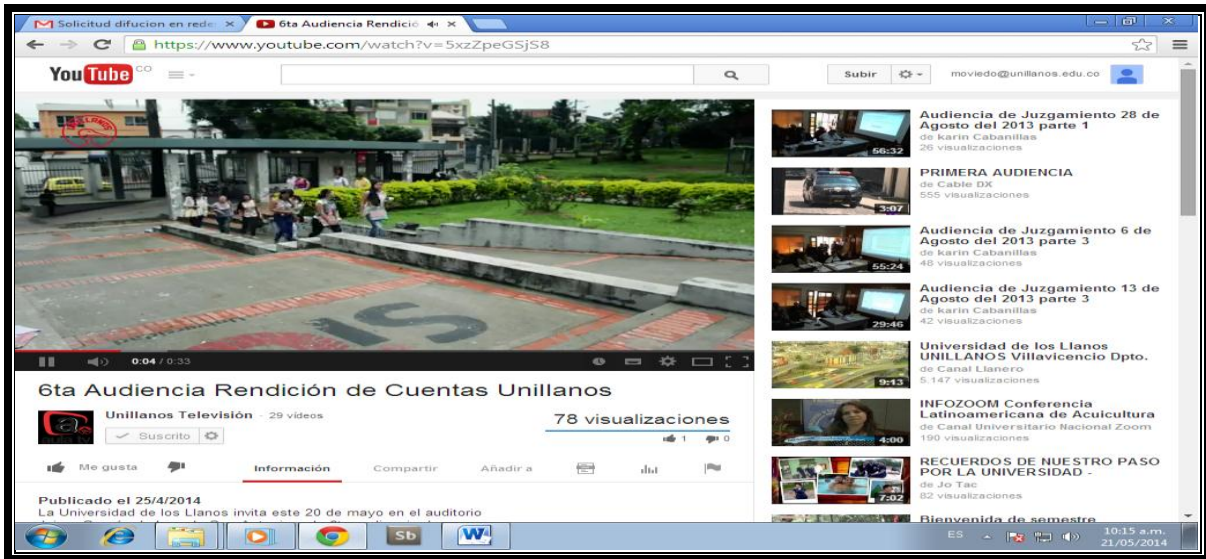 Solicitud difucion en rede
6ta Audiencia Rendició
https://www.youtube.com/watch?v=5xzZpeGSjS8
YouTube CO
Subir
moviedo@unillanos.edu.co
0:04 / 0:33
6ta Audiencia Rendición de Cuentas Unillanos
Unillanos Televisión · 29 vídeos
Suscrito
78 visualizaciones
1 0
Me gusta
Información Compartir Añadir a
Publicado el 25/4/2014
La Universidad de los Llanos invita este 20 de mayo en el auditorio
56:32
Audiencia de Juzgamiento 28 de
Agosto del 2013 parte 1
de karin Cabanillas
26 visualizaciones
3:07
PRIMERA AUDIENCIA
de Cable DX
555 visualizaciones
55:24
Audiencia de Juzgamiento 6 de
Agosto del 2013 parte 3
de karin Cabanillas
48 visualizaciones
29:46
Audiencia de Juzgamiento 13 de
Agosto del 2013 parte 3
de karin Cabanillas
42 visualizaciones
9:13
Universidad de los Llanos
UNILLANOS Villavicencio Dpto.
de Canal Llanero
5.147 visualizaciones
4:00
INFOZOOM Conferencia
Latinoamericana de Acuicultura
de Canal Universitario Nacional Zoom
190 visualizaciones
7:02
RECUERDOS DE NUESTRO PASO
POR LA UNIVERSIDAD -
de Jo Tac
82 visualizaciones
Bienvenida de semestre
Sb
W
ES
10:15 a.m.
21/05/2014